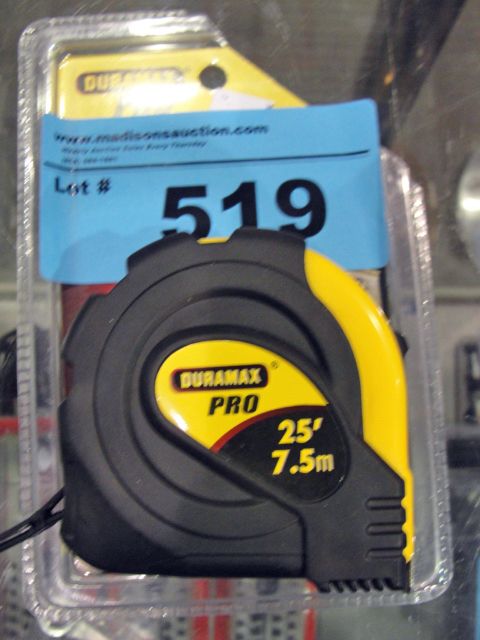 DURAMAX
www.madisonsauction.com
Lot #
519
DURAMAX®
PRO
25'
7.5m